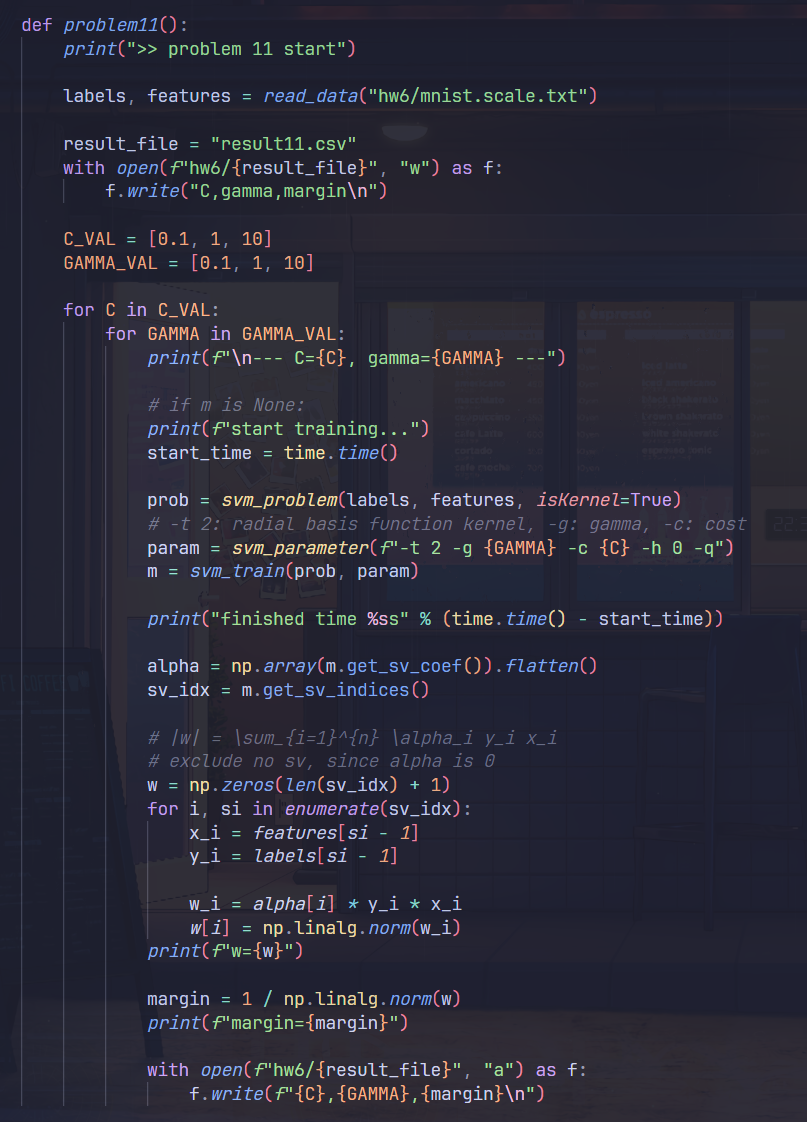 def problem11():
    print(">> problem 11 start")
    labels, features = read_data("hw6/mnist.scale.txt")
    result_file = "result11.csv"
    with open(f"hw6/{result_file}", "w") as f:
        f.write("C,gamma,margin\n")
    C_VAL = [0.1, 1, 10]
    GAMMA_VAL = [0.1, 1, 10]
    for C in C_VAL:
        for GAMMA in GAMMA_VAL:
            print(f"\n--- C={C}, gamma={GAMMA} ---")
            # if m is None:
            print(f"start training...")
            start_time = time.time()
            prob = svm_problem(labels, features, isKernel=True)
            # -t 2: radial basis function kernel, -g: gamma, -c: cost
            param = svm_parameter(f"-t 2 -g {GAMMA} -c {C} -h 0 -q")
            m = svm_train(prob, param)
            print("finished time %ss" % (time.time() - start_time))
            alpha = np.array(m.get_sv_coef()).flatten()
            sv_idx = m.get_sv_indices()
            # |w| = \sum_{i=1}^{n} \alpha_i y_i x_i
            # exclude no sv, since alpha is 0
            w = np.zeros(len(sv_idx) + 1)
            for i, si in enumerate(sv_idx):
                x_i = features[si - 1]
                y_i = labels[si - 1]
                w_i = alpha[i] * y_i * x_i
                w[i] = np.linalg.norm(w_i)
            print(f"w={w}")
            margin = 1 / np.linalg.norm(w)
            print(f"margin={margin}")
            with open(f"hw6/{result_file}", "a") as f:
                f.write(f"{C},{GAMMA},{margin}\n")